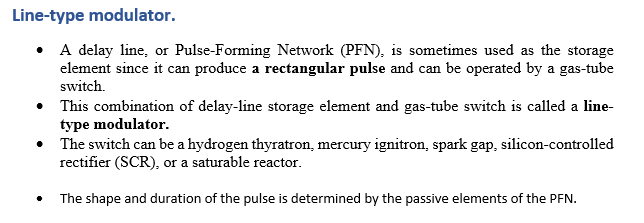 Line-type modulator.
• A delay line, or Pulse-Forming Network (PFN), is sometimes used as the storage
element since it can produce a rectangular pulse and can be operated by a gas-tube
switch.
• This combination of delay-line storage element and gas-tube switch is called a line-
type modulator.
• The switch can be a hydrogen thyratron, mercury ignitron, spark gap, silicon-controlled
rectifier (SCR), or a saturable reactor.
• The shape and duration of the pulse is determined by the passive elements of the PFN.